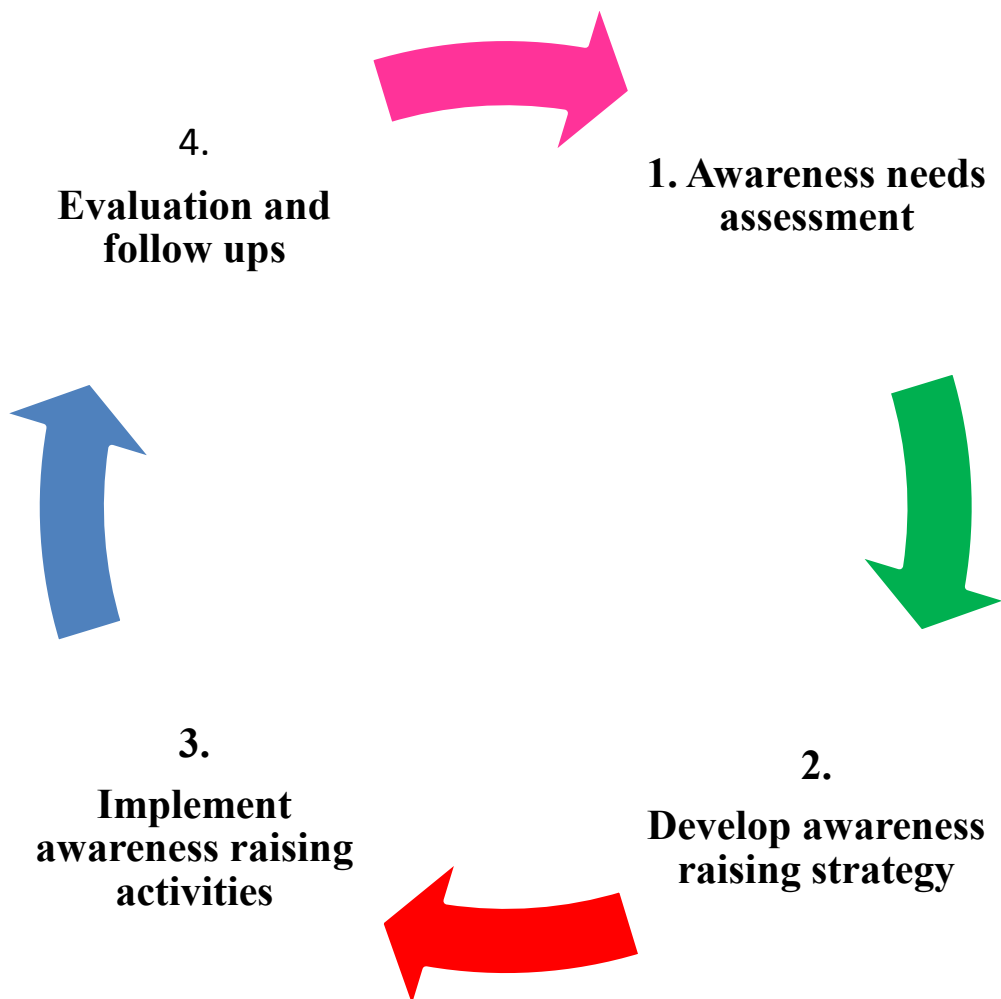 1. Awareness needs
assessment
2.
Develop awareness
raising strategy
3.
Implement
awareness raising
activities
4.
Evaluation and
follow ups